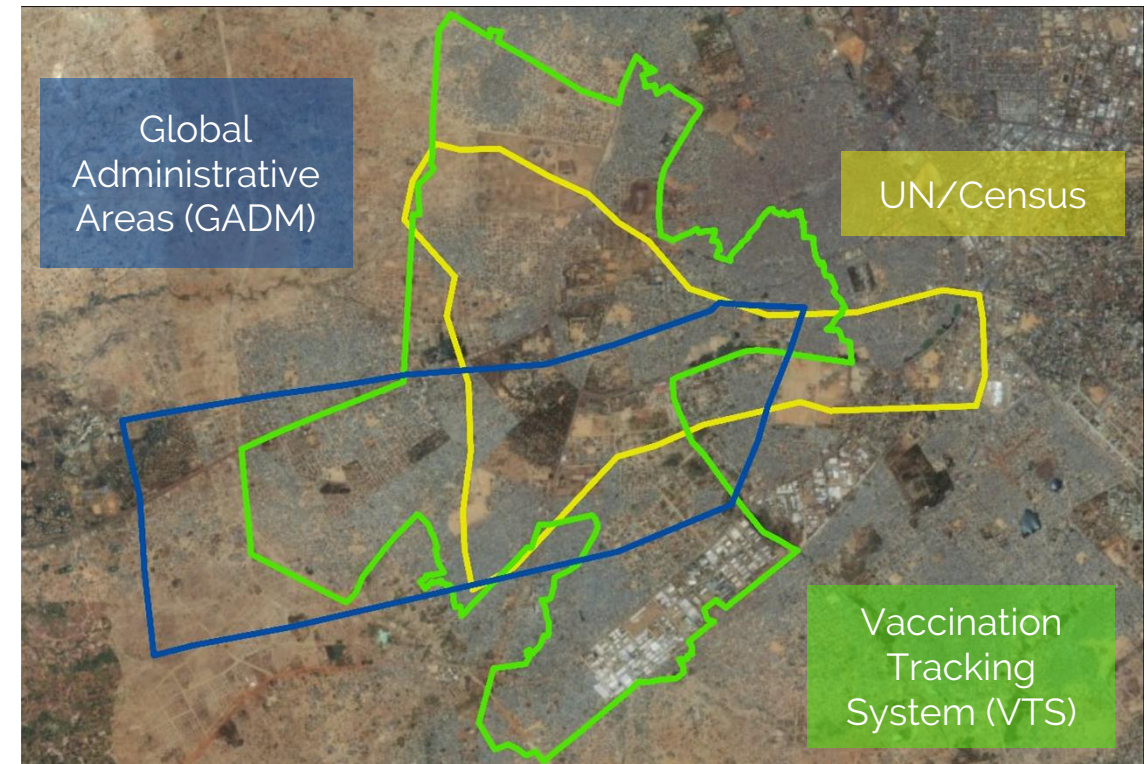 Global
Administrative
Areas (GADM)
UN/Census
Vaccination
Tracking
System (VTS)